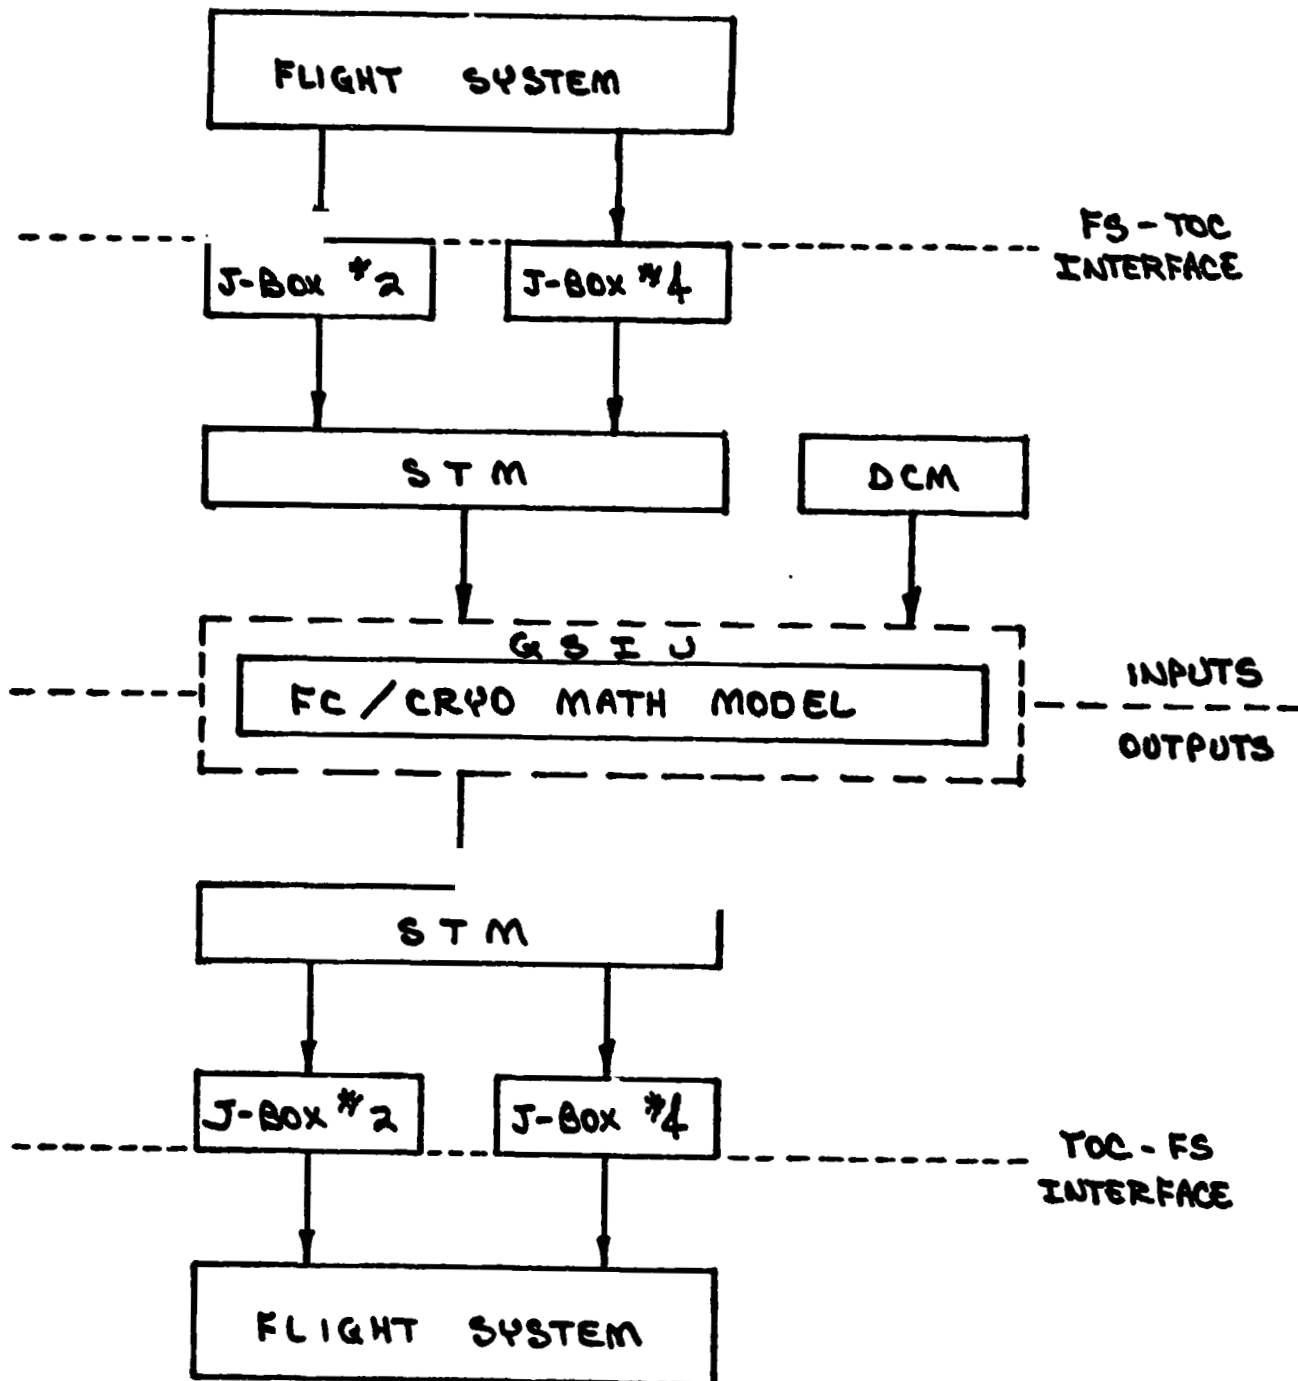 FLIGHT SYSTEM
FS - TOC
INTERFACE
J-BOX #2
J-BOX #4
STM
DCM
GSIU
FC / CRYO MATH MODEL
INPUTS
OUTPUTS
STM
J-BOX #2
J-BOX #4
TOC - FS
INTERFACE
FLIGHT SYSTEM